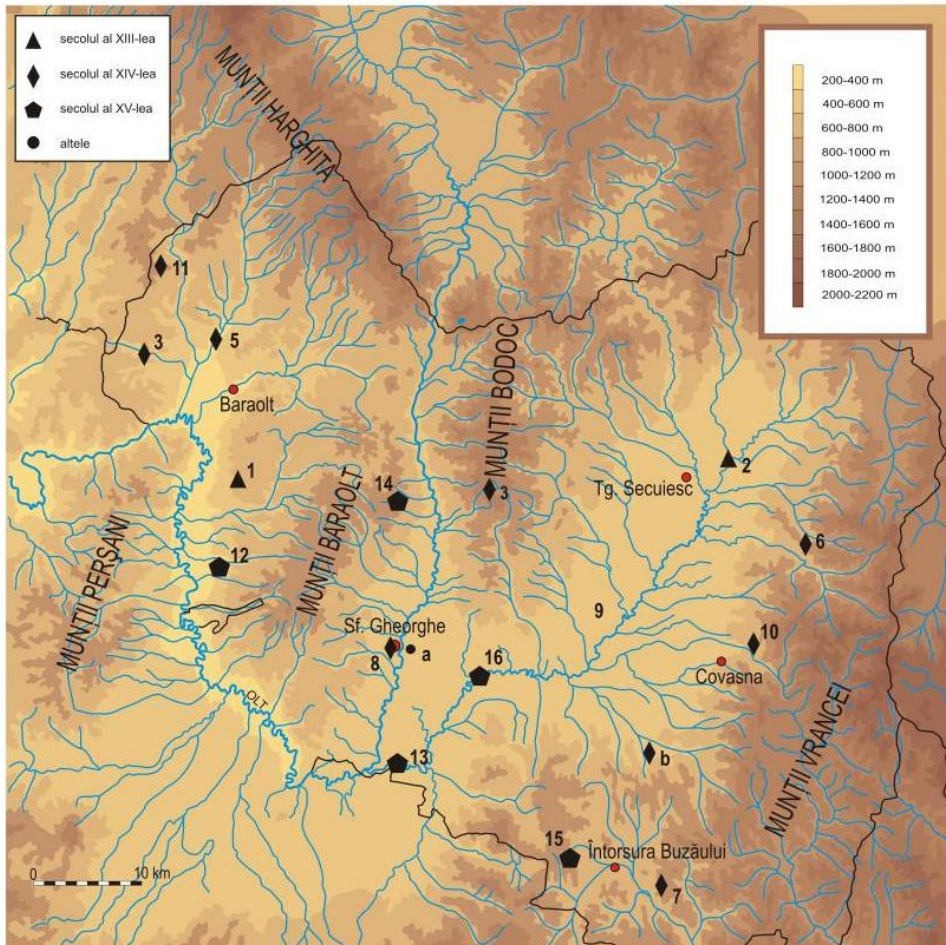 secolul al XIII-lea
secolul al XIV-lea
secolul al XV-lea
altele
200-400 m
400-600 m
600-800 m
800-1000 m
1000-1200 m
1200-1400 m
1400-1600 m
1600-1800 m
1800-2000 m
2000-2200 m
MUNȚII HARGHITA
11
3
5
Baraolt
MUNȚII BODOC
1
14
3
Tg. Secuiesc
2
MUNȚII BARAOLT
MUNȚII PERȘANI
12
6
9
Sf. Gheorghe
8
a
16
10
Covasna
OLT
MUNȚII VRANCEI
13
b
15
Întorsura Buzăului
7
0
10 km